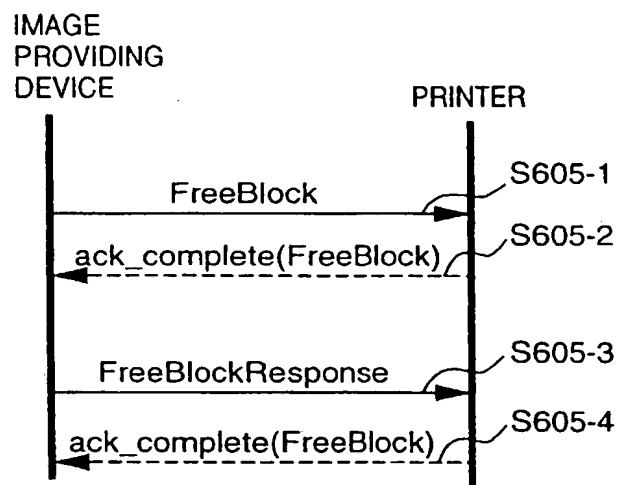 IMAGE
PROVIDING
DEVICE
PRINTER
FreeBlock
S605-1
ack_complete(FreeBlock)
S605-2
FreeBlockResponse
S605-3
ack_complete(FreeBlock)
S605-4